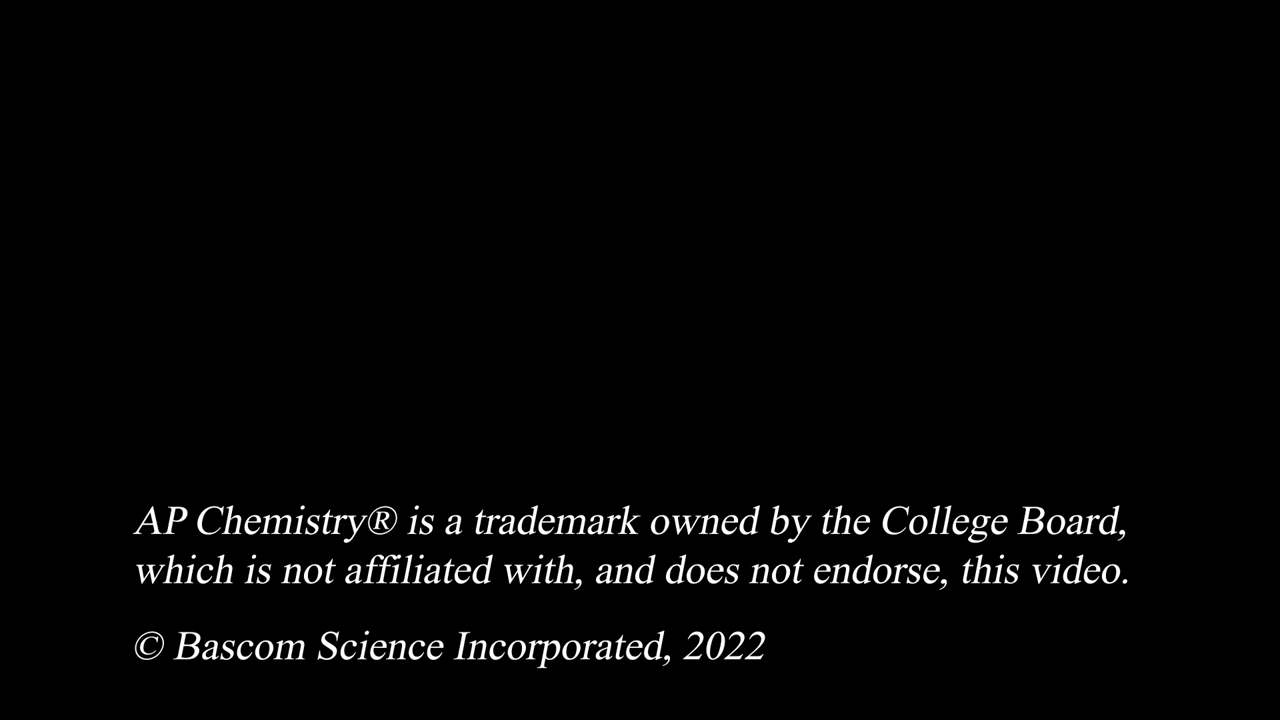 AP Chemistry® is a trademark owned by the College Board,
which is not affiliated with, and does not endorse, this video.
© Bascom Science Incorporated, 2022